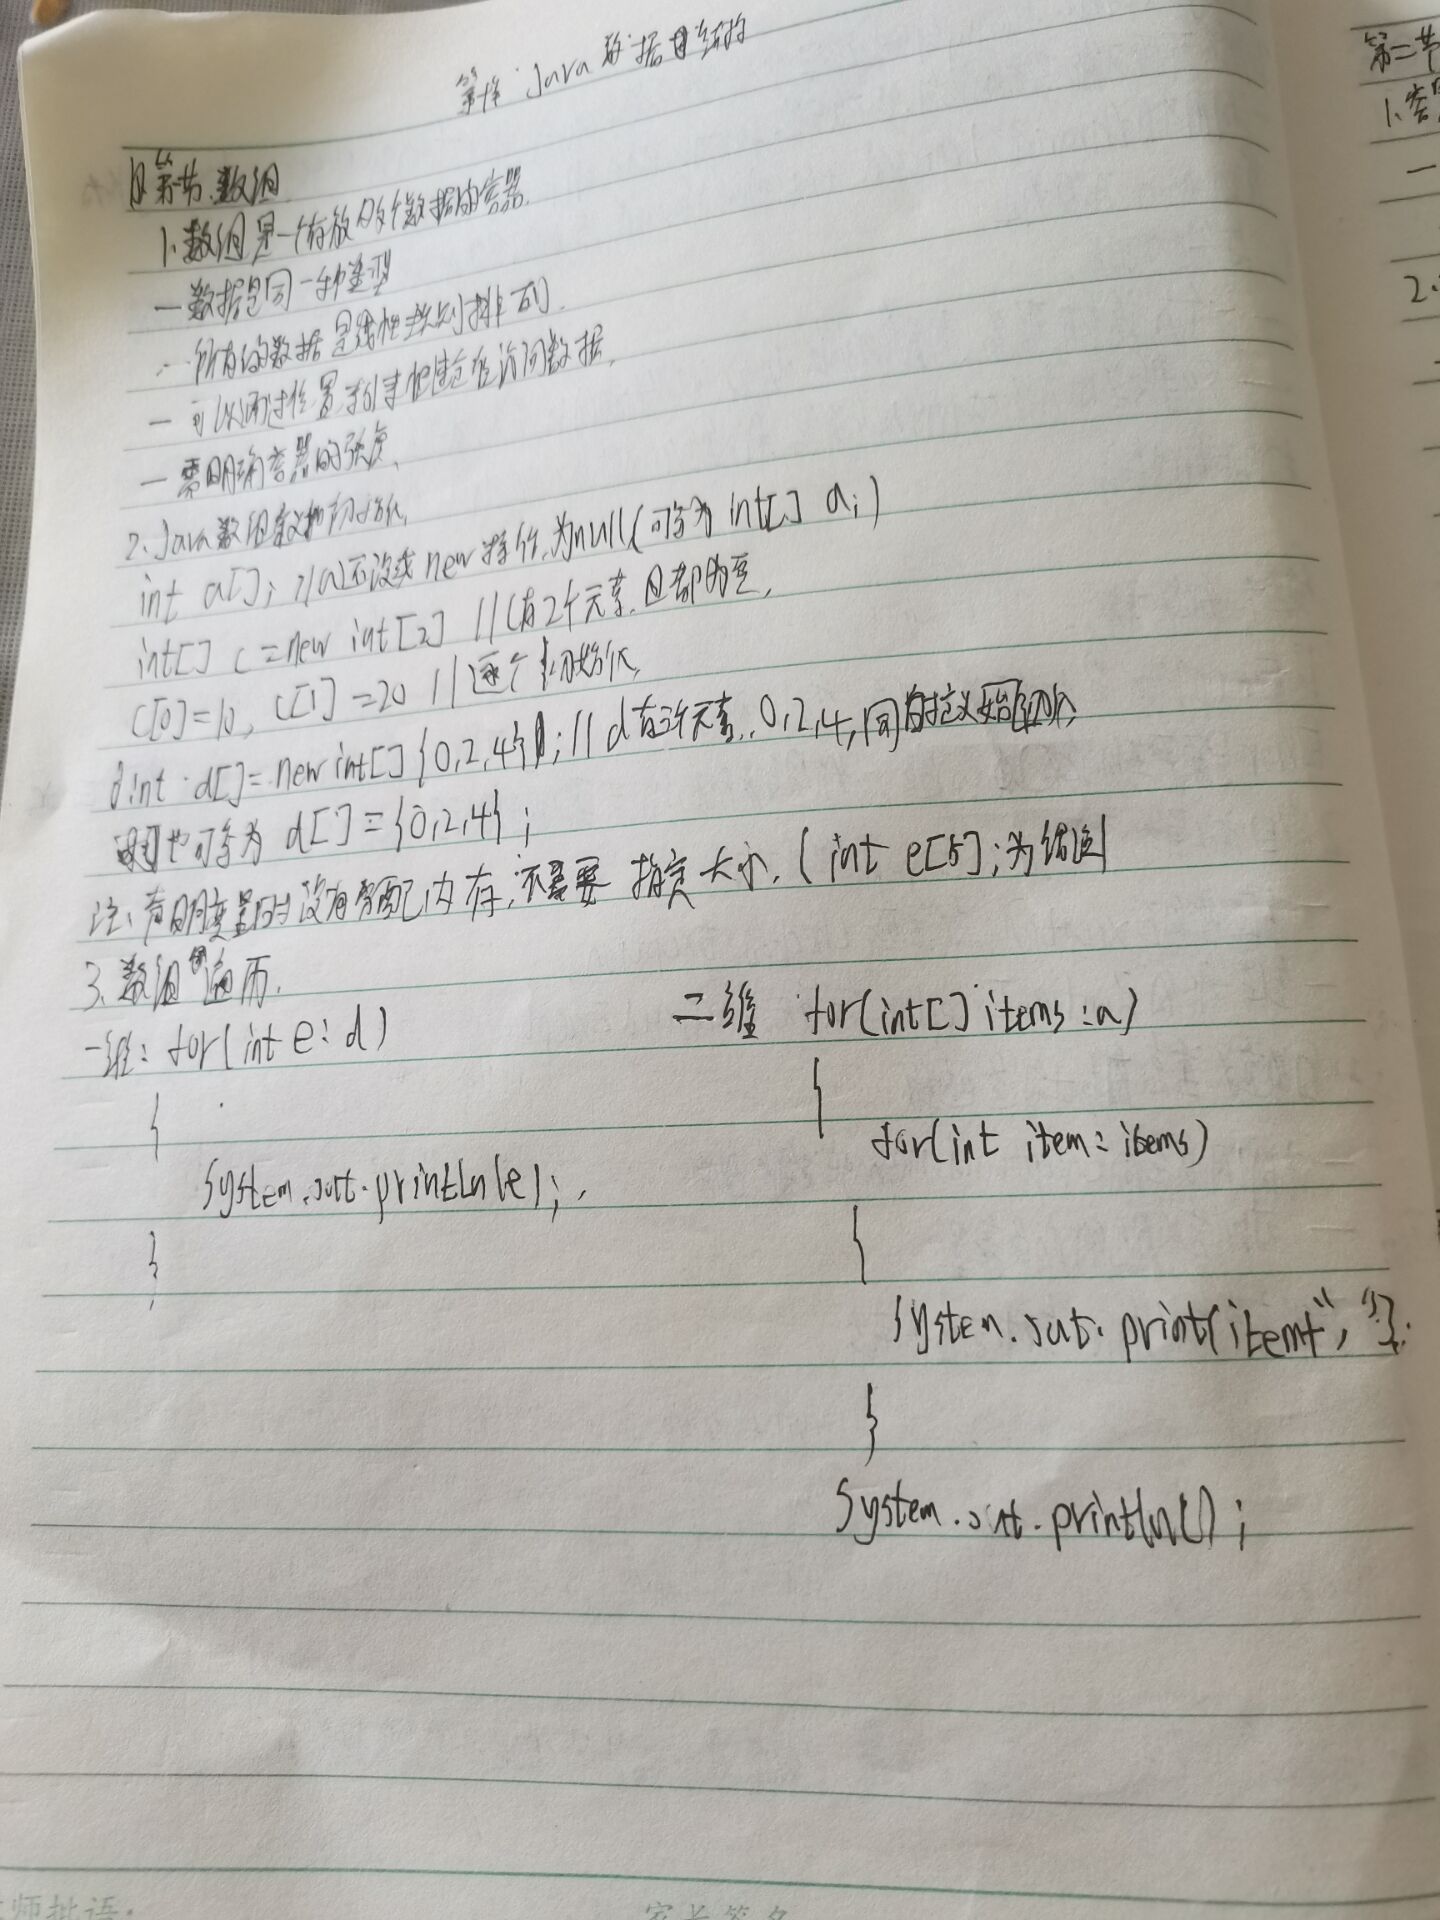 Java数据结构
第一节、数组
1、数组是一个存放多个数据的容器.
一 数据是同一种类型
一 所有的数据是线性规则排列.
一 可以通过位置索引来快速定位访问数据.
一 需明确容器的长度、
2、Java数组定义和初始化
int a[]; //a还没有new操作,为null(可写为 int[] a;)
int[] c=new int[2] //c有2个元素,且都为0,
c[0]=10, c[1]=20 //逐个初始化,
int d[]=new int[] {0,2,4}; //d有3个元素, 0,2,4,同时定义初始化
也可写为 d[]={0,2,4};
注、声明变量时没有分配内存,不需要 指定大小, ( int e[5];为错误
3、数组的遍历.
一维: for(int e:d)
{
System.out.println(e);
}
二维 for(int[] items:a)
{
for(int item: items)
{
System.out.print(item+", ");
}
System.out.println();
第二节
1、
一
2、
师批语:
家长签名